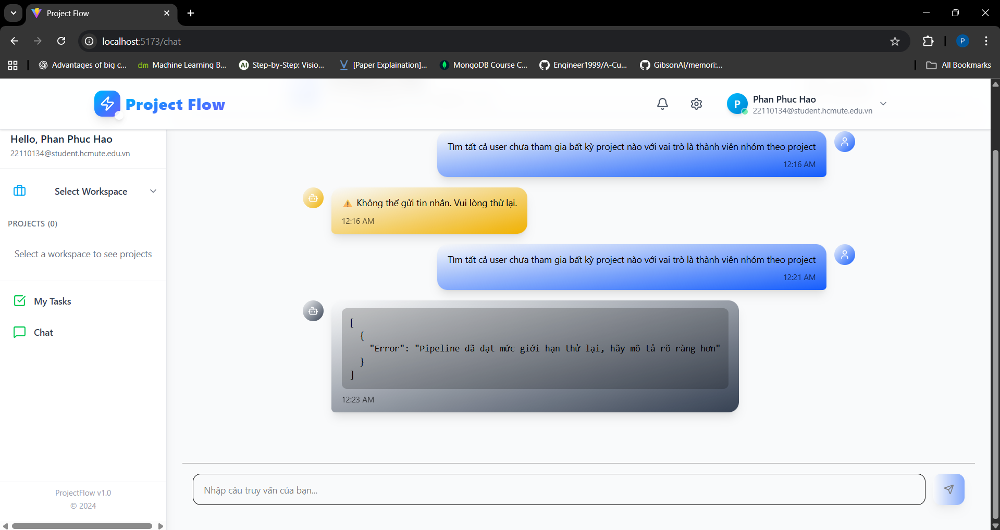 Project Flow
localhost:5173/chat
Advantages of big c...
dm Machine Learning B...
AI Step-by-Step: Visio...
[Paper Explaination]...
MongoDB Course C...
Engineer1999/A-Cu...
GibsonAI/memori:...
All Bookmarks
P
Project Flow
P
Phan Phuc Hao
22110134@student.hcmute.edu.vn
Hello, Phan Phuc Hao
22110134@student.hcmute.edu.vn
Select Workspace
PROJECTS (0)
Select a workspace to see projects
My Tasks
Chat
ProjectFlow v1.0
© 2024
Tìm tất cả user chưa tham gia bất kỳ project nào với vai trò là thành viên nhóm theo project
12:16 AM
⚠️ Không thể gửi tin nhắn. Vui lòng thử lại.
12:16 AM
Tìm tất cả user chưa tham gia bất kỳ project nào với vai trò là thành viên nhóm theo project
12:21 AM
[
{
"Error": "Pipeline đã đạt mức giới hạn thử lại, hãy mô tả rõ ràng hơn"
}
]
12:23 AM
Nhập câu truy vấn của bạn...